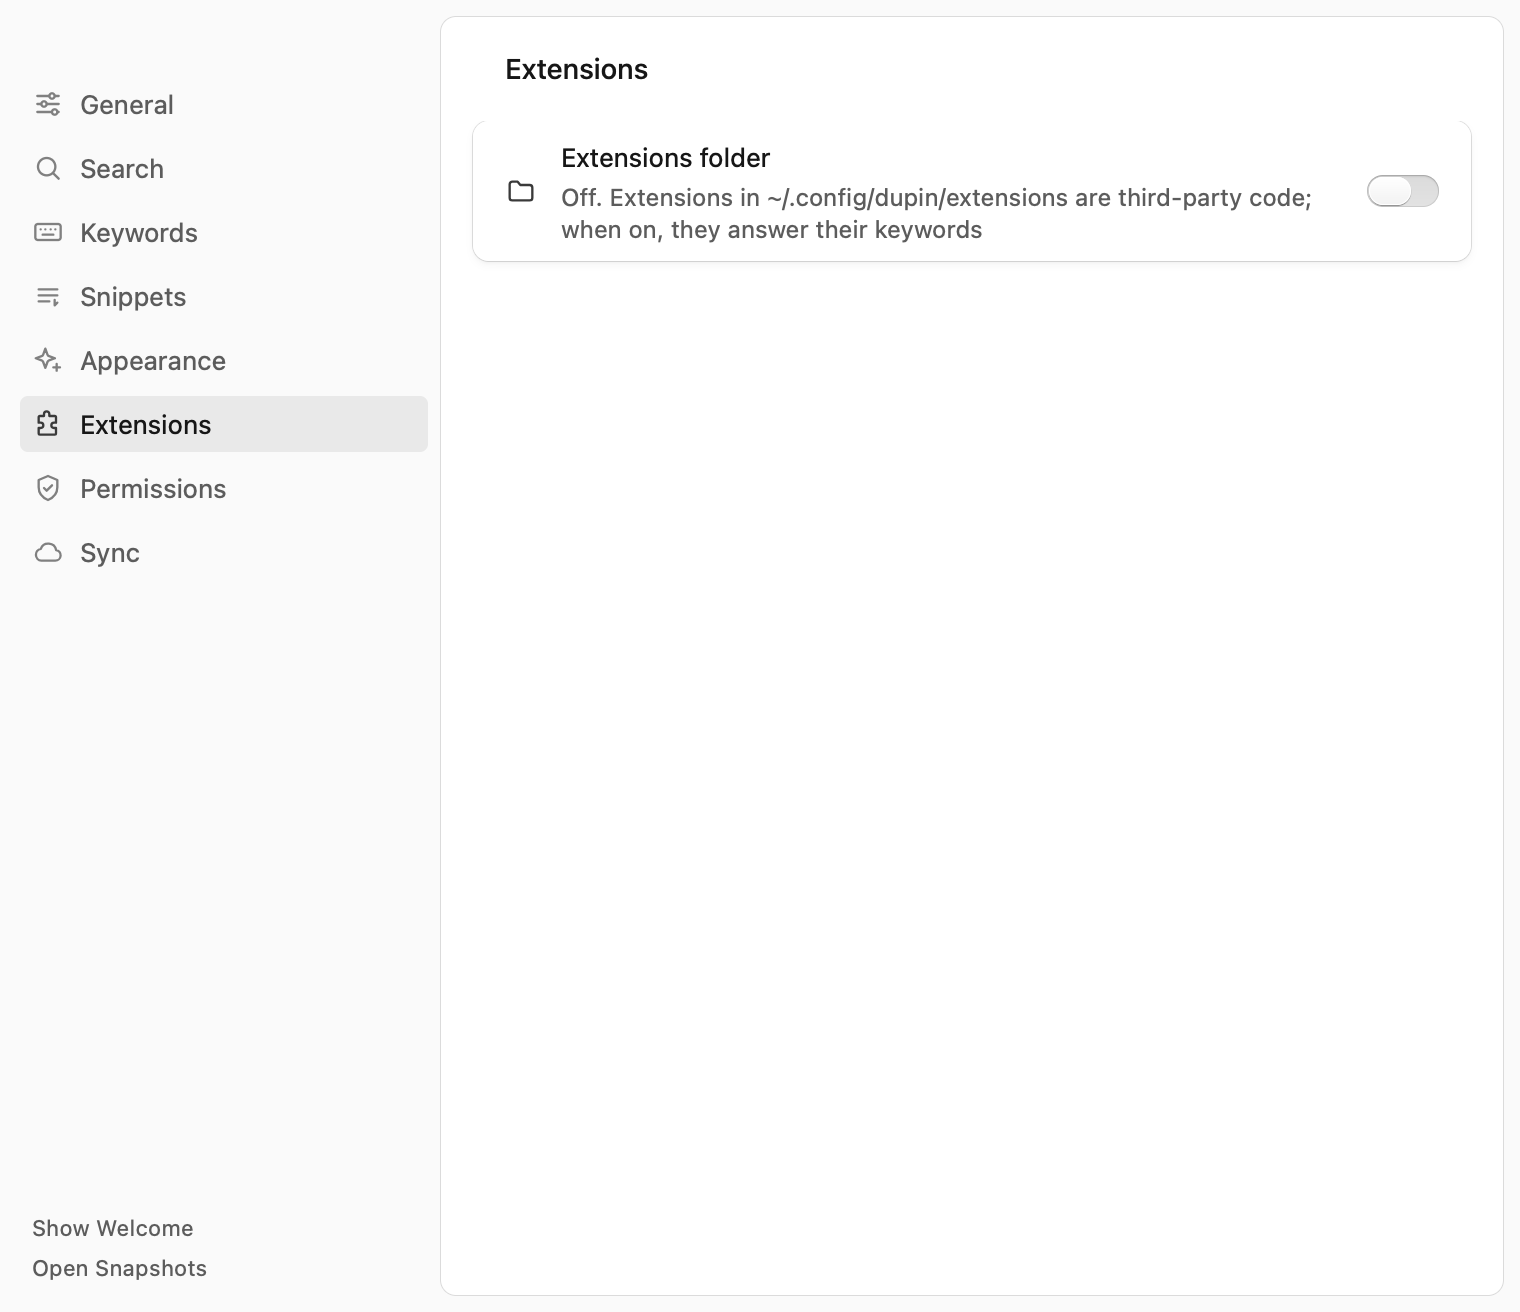 General
Search
Keywords
Snippets
Appearance
Extensions
Permissions
Sync
Show Welcome
Open Snapshots
Extensions
Extensions folder
Off. Extensions in ~/.config/dupin/extensions are third-party code;
when on, they answer their keywords